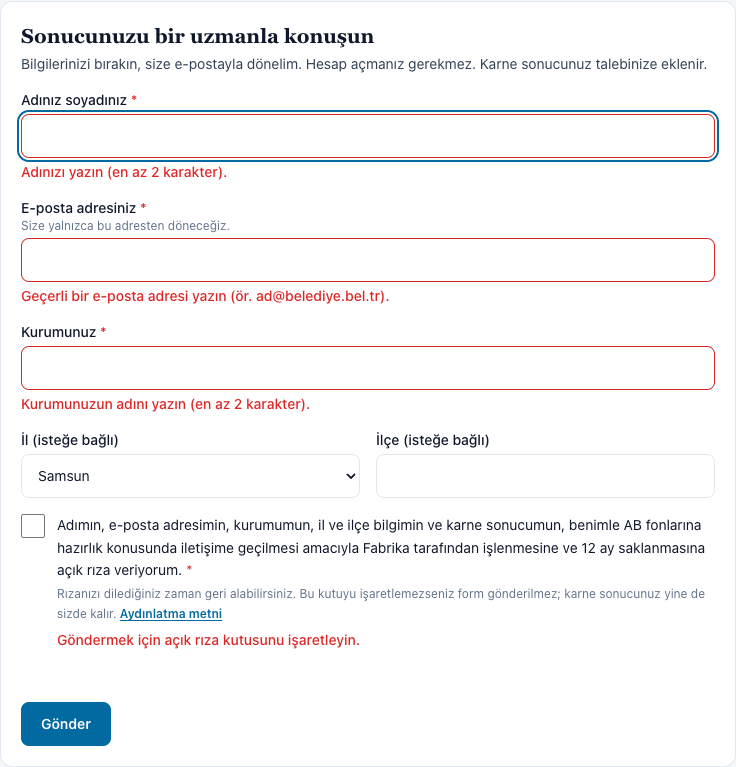 Sonucunuzu bir uzmanla konuşun
Bilgilerinizi bırakın, size e-postayla dönelim. Hesap açmanız gerekmez. Karne sonucunuz talebinize eklenir.
Adınız soyadınız *
Adınızı yazın (en az 2 karakter).
E-posta adresiniz *
Size yalnızca bu adresten döneceğiz.
Geçerli bir e-posta adresi yazın (ör. ad@belediye.bel.tr).
Kurumunuz *
Kurumunuzun adını yazın (en az 2 karakter).
İl (isteğe bağlı)
İlçe (isteğe bağlı)
Samsun
Adımın, e-posta adresimin, kurumumun, il ve ilçe bilgimin ve karne sonucumun, benimle AB fonlarına
hazırlık konusunda iletişime geçilmesi amacıyla Fabrika tarafından işlenmesine ve 12 ay saklanmasına
açık rıza veriyorum. *
Rızanızı dilediğiniz zaman geri alabilirsiniz. Bu kutuyu işaretlemezseniz form gönderilmez; karne sonucunuz yine de
sizde kalır. Aydınlatma metni
Göndermek için açık rıza kutusunu işaretleyin.
Gönder